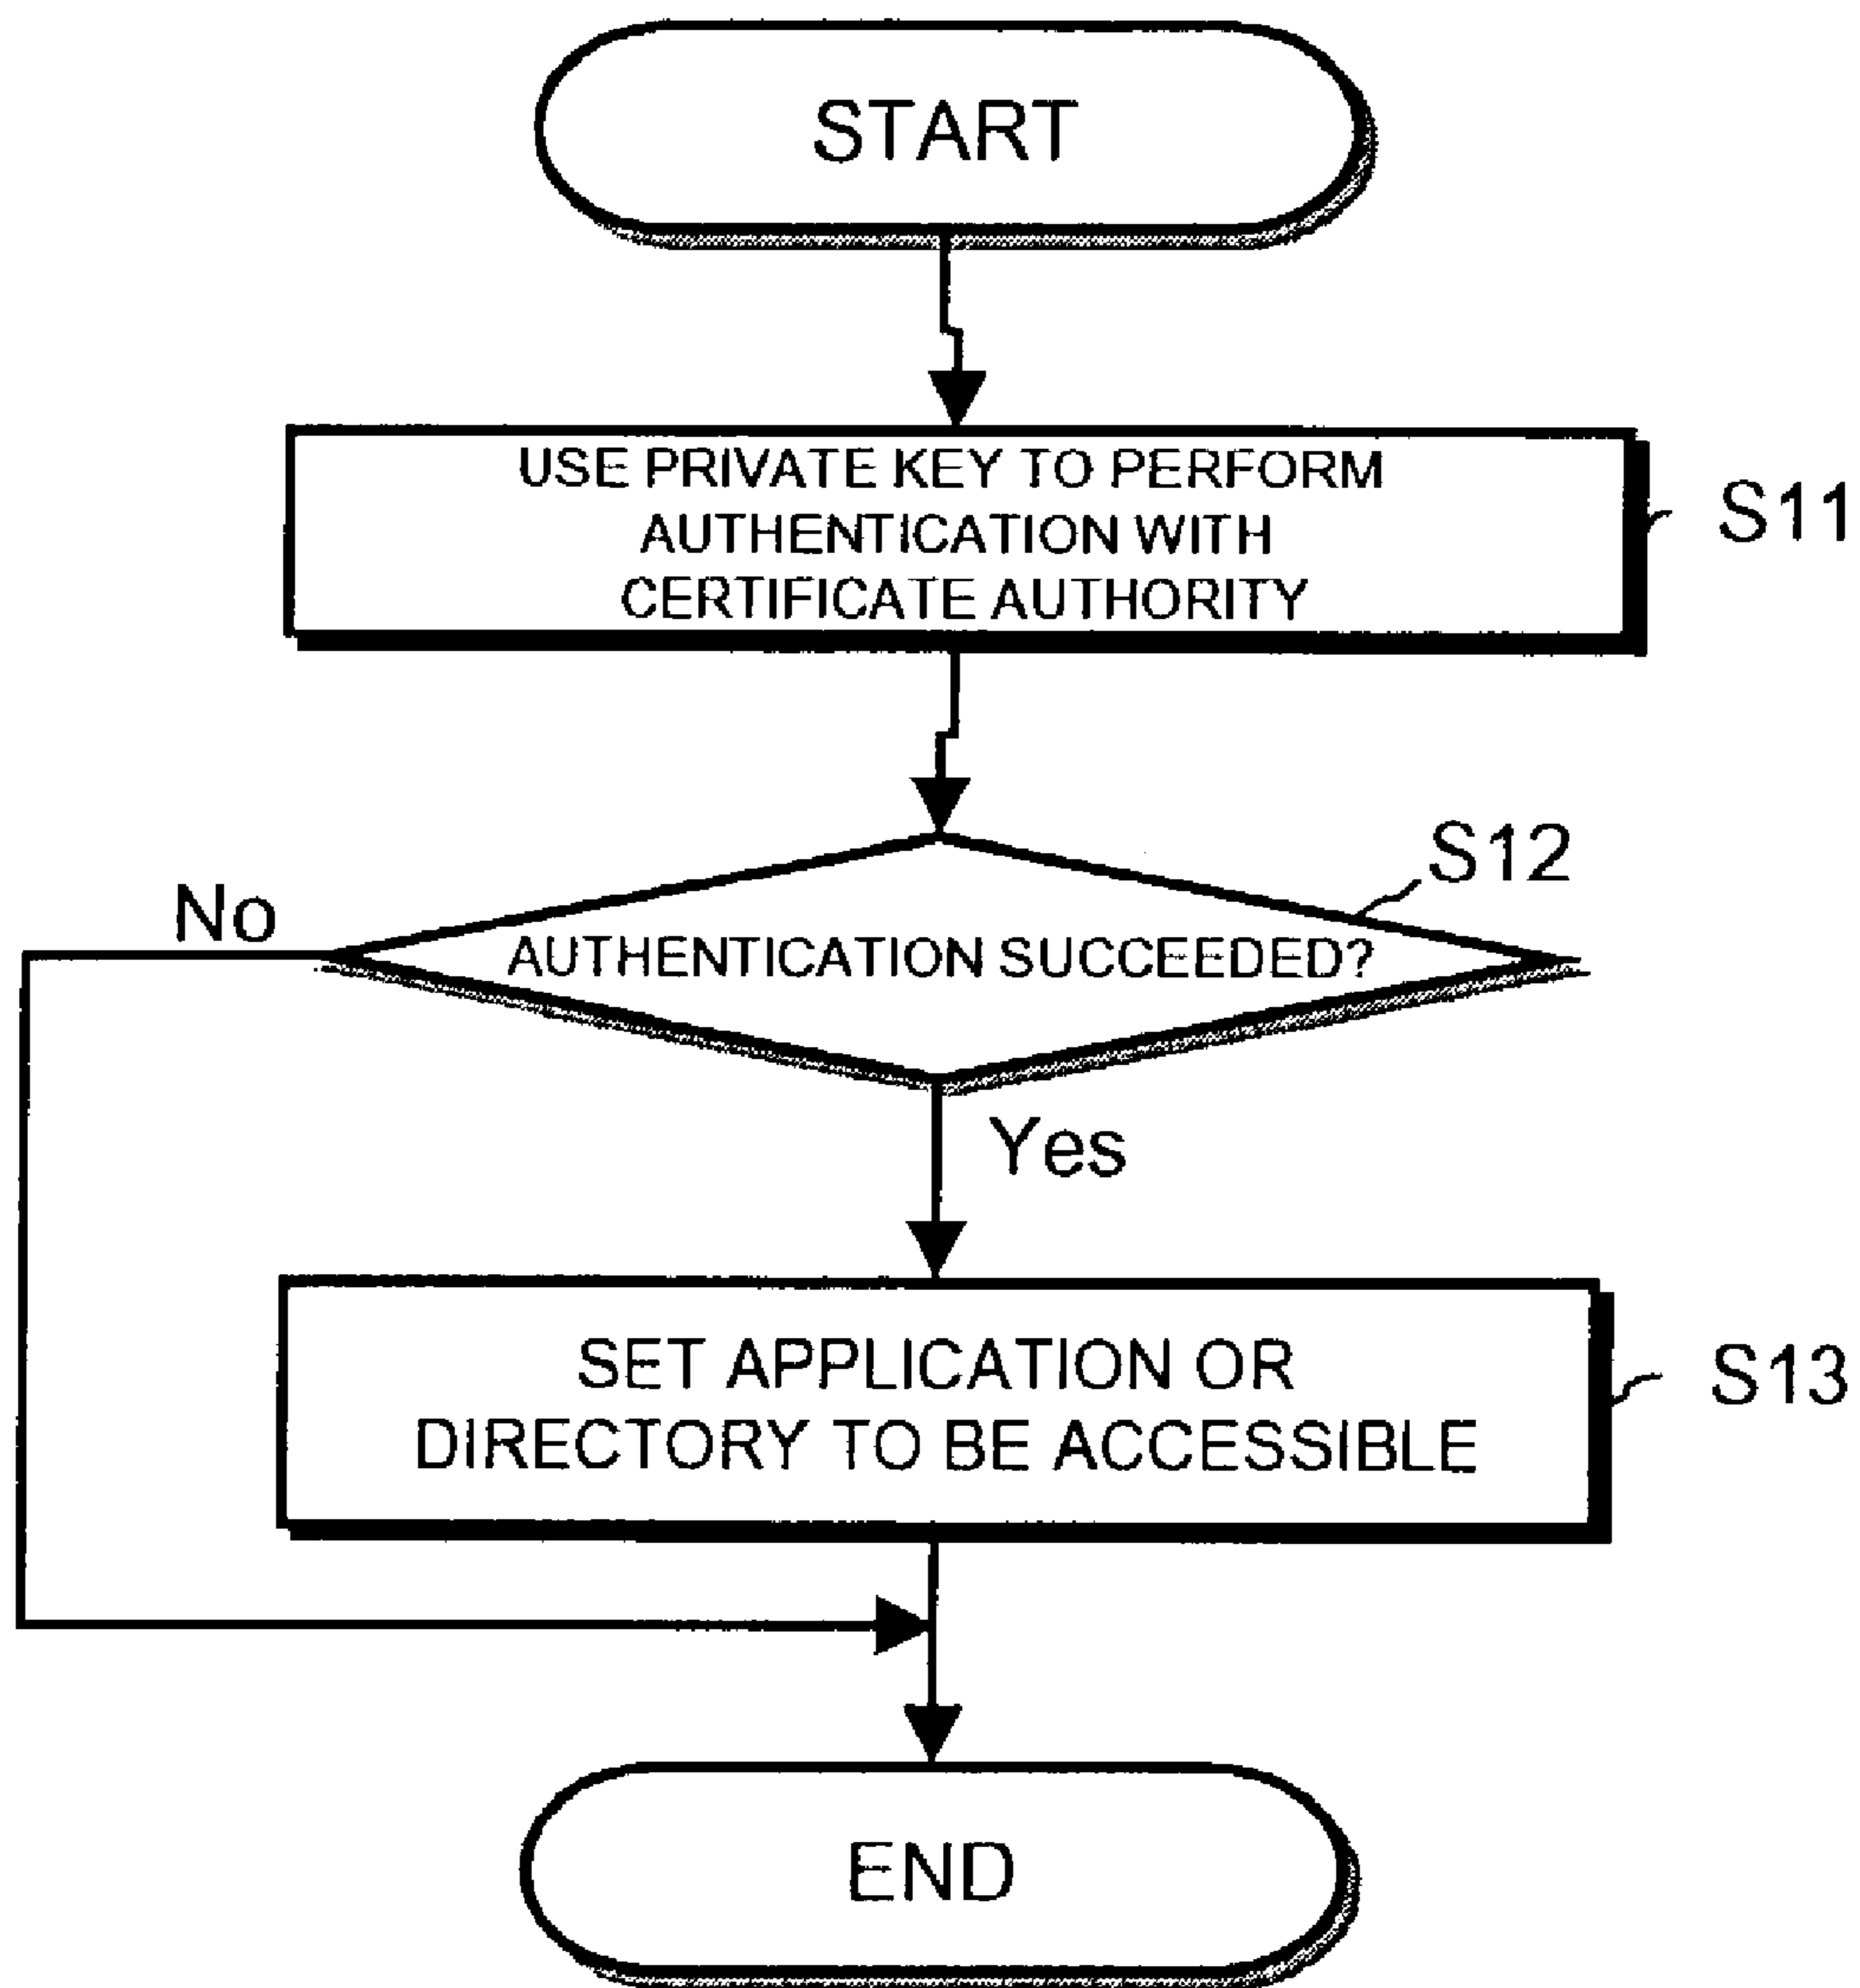 START
USE PRIVATE KEY TO PERFORM
AUTHENTICATION WITH
CERTIFICATE AUTHORITY
S11
S12
No
AUTHENTICATION SUCCEEDED?
Yes
SET APPLICATION OR
DIRECTORY TO BE ACCESSIBLE
S13
END